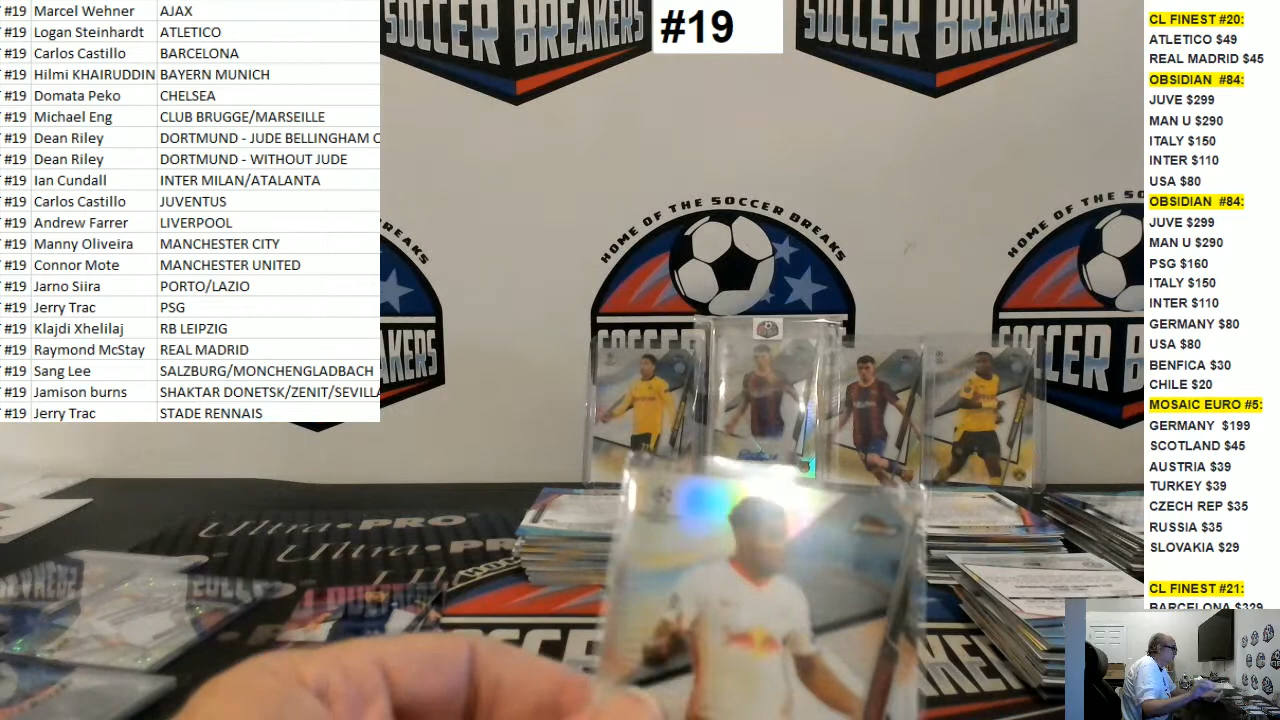 #19 Marcel Wehner AJAX
#19 Logan Steinhardt ATLETICO
#19 Carlos Castillo BARCELONA
#19 Hilmi KHAIRUDDIN BAYERN MUNICH
#19 Domata Peko CHELSEA
#19 Michael Eng CLUB BRUGGE/MARSEILLE
#19 Dean Riley DORTMUND - JUDE BELLINGHAM C
#19 Dean Riley DORTMUND - WITHOUT JUDE
#19 Ian Cundall INTER MILAN/ATALANTA
#19 Carlos Castillo JUVENTUS
#19 Andrew Farrer LIVERPOOL
#19 Manny Oliveira MANCHESTER CITY
#19 Connor Mote MANCHESTER UNITED
#19 Jarno Siira PORTO/LAZIO
#19 Jerry Trac PSG
#19 Klajdi Xhelilaj RB LEIPZIG
#19 Raymond McStay REAL MADRID
#19 Sang Lee SALZBURG/MONCHENGLADBACH
#19 Jamison burns SHAKTAR DONETSK/ZENIT/SEVILLA
#19 Jerry Trac STADE RENNAIS
SOCCER BREAKERS
#19
SOCCER BREAKERS
HOME OF THE SOCCER BREAKS
SOCCER
BREAKS
AKERS
HOME OF THE SO
SOCCER
B
Ultra PRO
Ultra PRO
CL FINEST #20:
ATLETICO $49
REAL MADRID $45
OBSIDIAN #84:
JUVE $299
MAN U $290
ITALY $150
INTER $110
USA $80
OBSIDIAN #84:
JUVE $299
MAN U $290
PSG $160
ITALY $150
INTER $110
GERMANY $80
USA $80
BENFICA $30
CHILE $20
MOSAIC EURO #5:
GERMANY $199
SCOTLAND $45
AUSTRIA $39
TURKEY $39
CZECH REP $35
RUSSIA $35
SLOVAKIA $29
CL FINEST #21:
BARCELONA $329